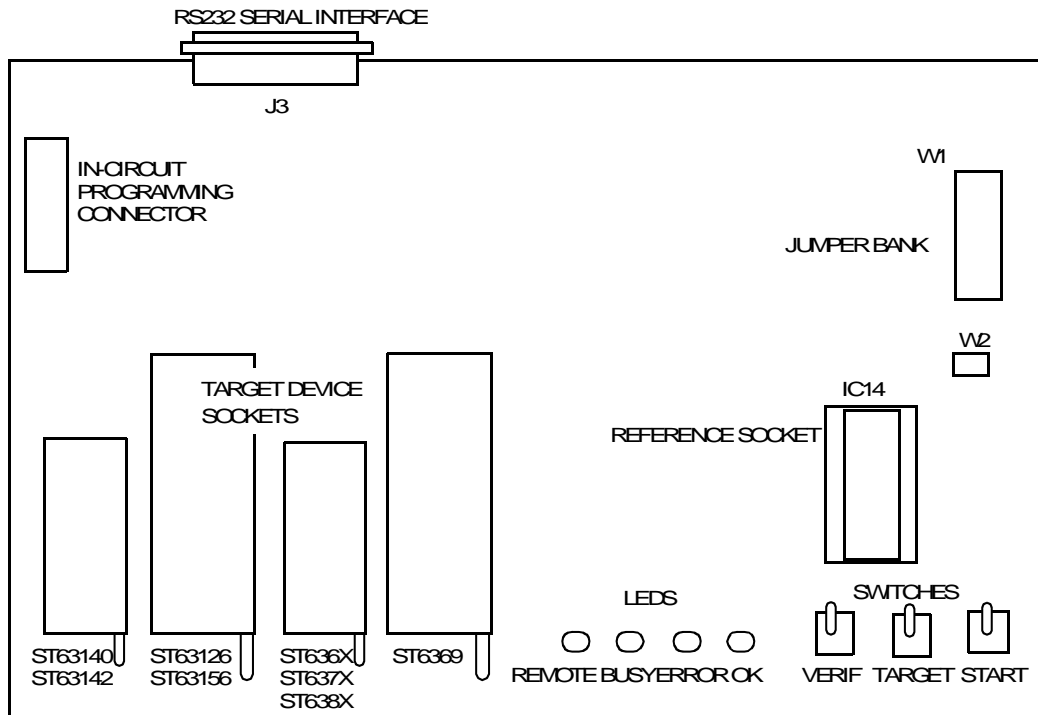 RS232 SERIAL INTERFACE
J3
IN-CIRCUIT
PROGRAMMING
CONNECTOR
W1
JUMPER BANK
W2
TARGET DEVICE
SOCKETS
IC14
REFERENCE SOCKET
LEDS
SWITCHES
ST63140
ST63142
ST63126
ST63156
ST636X
ST637X
ST638X
ST6369
REMOTE BUSY ERROR OK
VERIF TARGET START